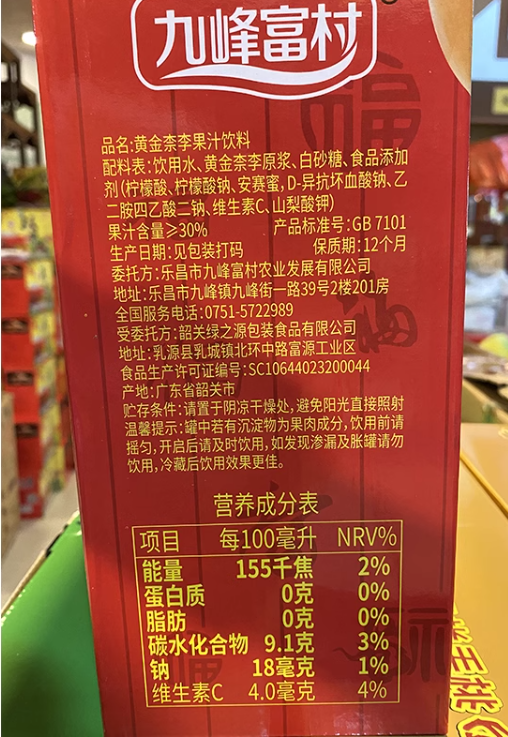 九峰富村
品名:黄金柰李果汁饮料
配料表:饮用水、黄金柰李原浆、白砂糖、食品添加
剂(柠檬酸、柠檬酸钠、安赛蜜,D-异抗坏血酸钠、乙
二胺四乙酸二钠、维生素C、山梨酸钾)
果汁含量≥30% 产品标准号:GB 7101
生产日期:见包装打码 保质期:12个月
委托方:乐昌市九峰富村农业发展有限公司
地址:乐昌市九峰镇九峰街一路39号2楼201房
全国服务电话:0751-5722989
受委托方:韶关绿之源包装食品有限公司
地址:乳源县乳城镇北环中路富源工业区
食品生产许可证编号:SC10644023200044
产地:广东省韶关市
贮存条件:请置于阴凉干燥处,避免阳光直接照射
温馨提示:罐中若有沉淀物为果肉成分,饮用前请
摇匀,开启后请及时饮用,如发现渗漏及胀罐请勿
饮用,冷藏后饮用效果更佳。
营养成分表
项目 每100毫升 NRV%
能量 155千焦 2%
蛋白质 0克 0%
脂肪 0克 0%
碳水化合物 9.1克 3%
钠 18毫克 1%
维生素C 4.0毫克 4%
福
福